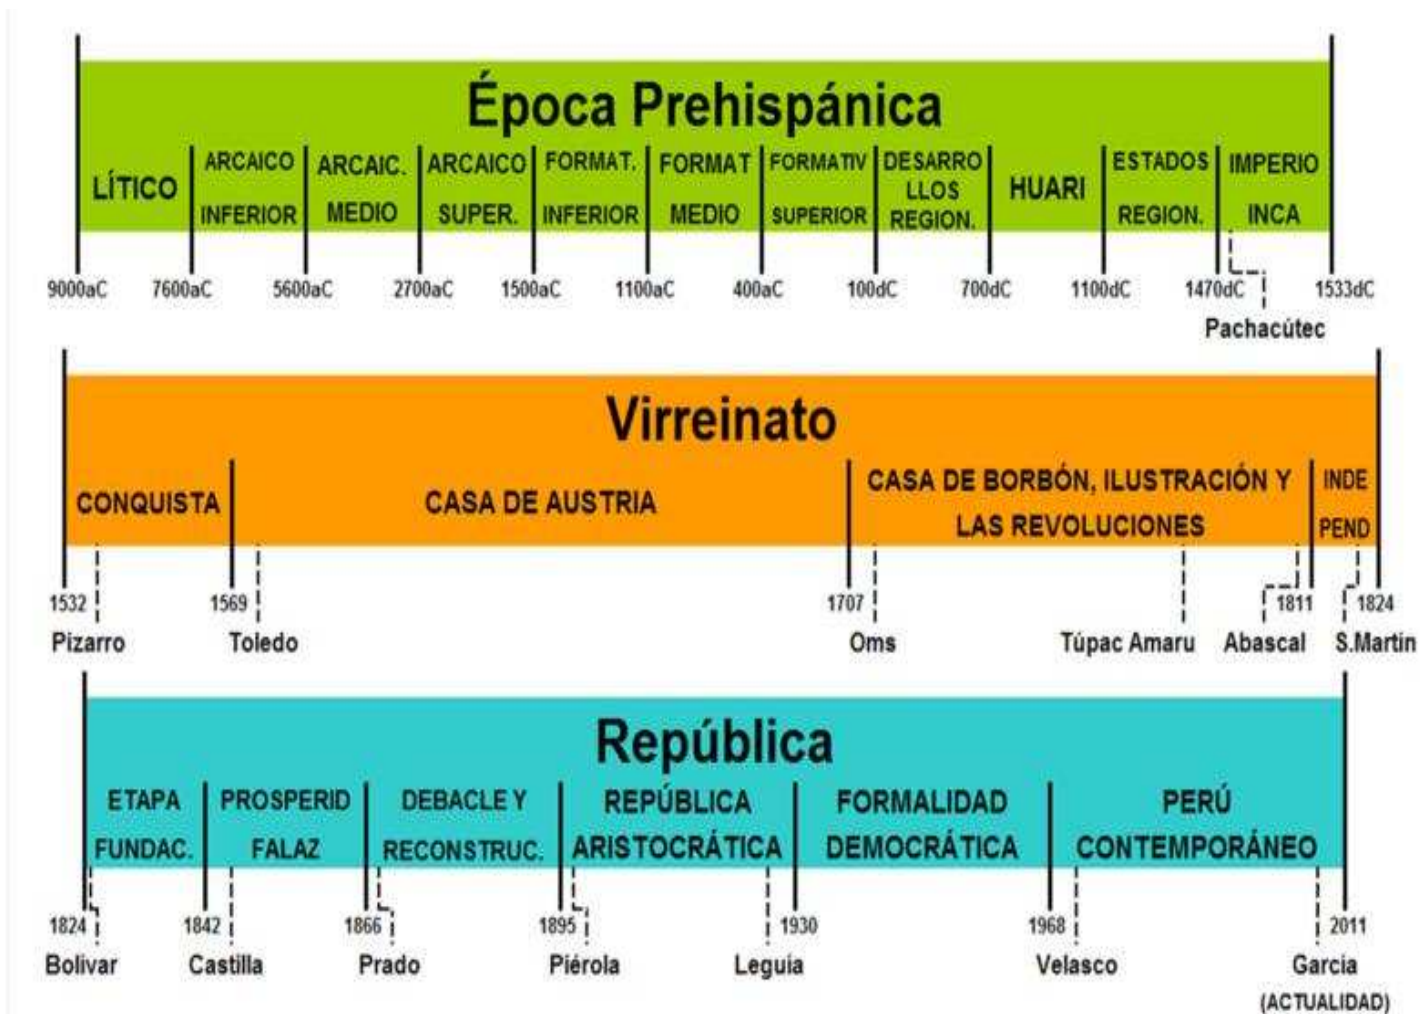 Época Prehispánica
LÍTICO
ARCAICO
INFERIOR
ARCAIC.
MEDIO
ARCAICO
SUPER.
FORMAT.
INFERIOR
FORMAT
MEDIO
FORMATIV
SUPERIOR
DESARRO
LLOS
REGION.
HUARI
ESTADOS
REGION.
IMPERIO
INCA
9000aC 7600aC 5600aC 2700aC 1500aC 1100aC 400aC 100dC 700dC 1100dC 1470dC 1533dC
Pachacútec
Virreinato
CONQUISTA
CASA DE AUSTRIA
CASA DE BORBÓN, ILUSTRACIÓN Y
LAS REVOLUCIONES
INDE
PEND
1532 1569 1707 1811 1824
Pizarro Toledo Oms Túpac Amaru Abascal S.Martin
República
ETAPA
FUNDAC.
PROSPERID
FALAZ
DEBACLE Y
RECONSTRUC.
REPÚBLICA
ARISTOCRÁTICA
FORMALIDAD
DEMOCRÁTICA
PERÚ
CONTEMPORÁNEO
1824 1842 1866 1895 1930 1968 2011
Bolivar Castilla Prado Piérola Leguia Velasco Garcia
(ACTUALIDAD)